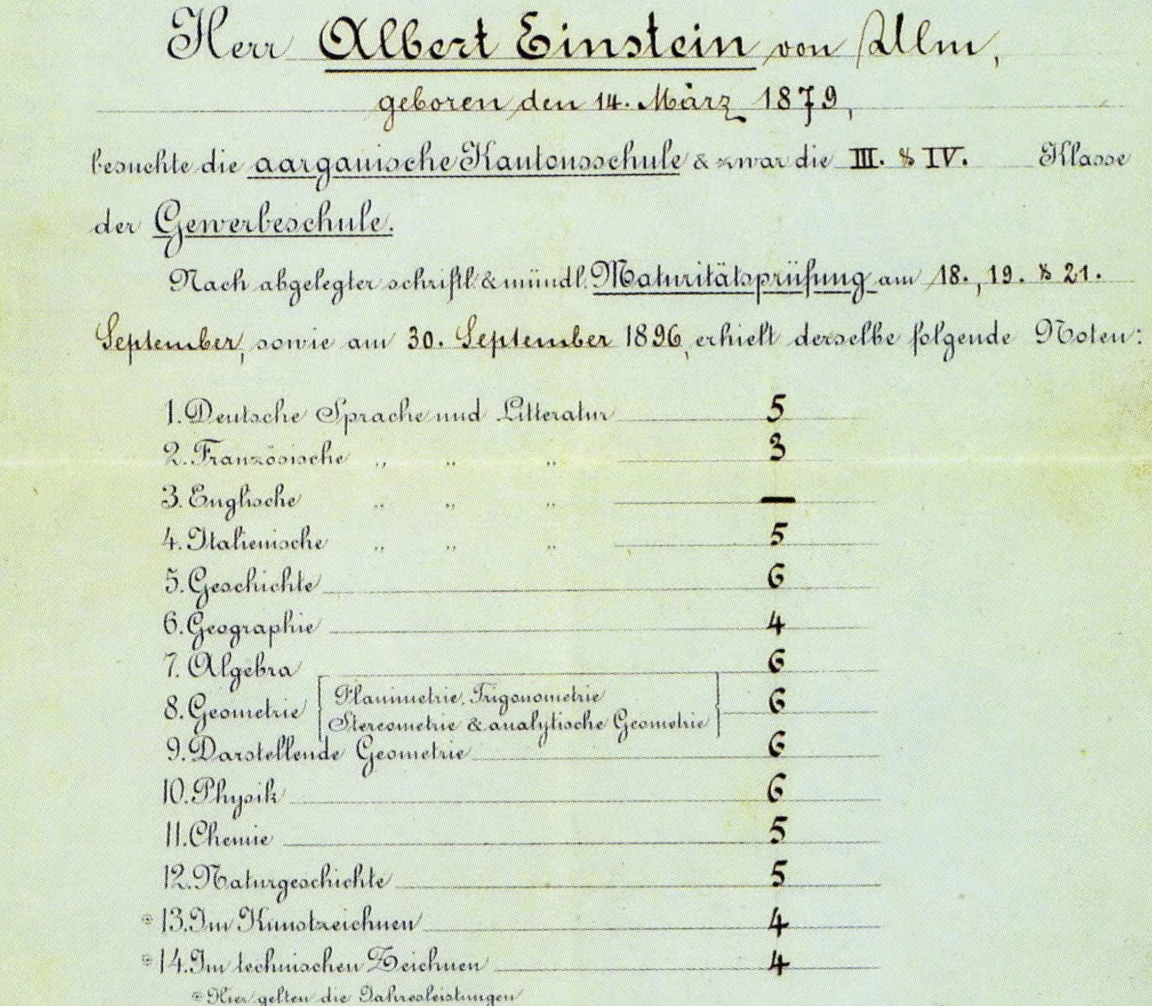 Herr Albert Einstein von Ulm,
geboren den 14. März 1879,
besuchte die aargauische Kantonsschule & zwar die III. & IV. Klasse
der Gewerbeschule.
Nach abgelegter schriftl. & mündl. Maturitätsprüfung am 18., 19. & 21.
September, sowie am 30. September 1896, erhielt derselbe folgende Noten:
1. Deutsche Sprache und Litteratur 5
2. Französische „ „ „ 3
3. Englische „ „ „ —
4. Italienische „ „ „ 5
5. Geschichte 6
6. Geographie 4
7. Algebra 6
8. Geometrie [Planimetrie, Trigonometrie
Stereometrie & analytische Geometrie] 6
9. Darstellende Geometrie 6
10. Physik 6
11. Chemie 5
12. Naturgeschichte 5
* 13. Im Kunstzeichnen 4
* 14. Im technischen Zeichnen 4
* Hier gelten die Jahresleistungen